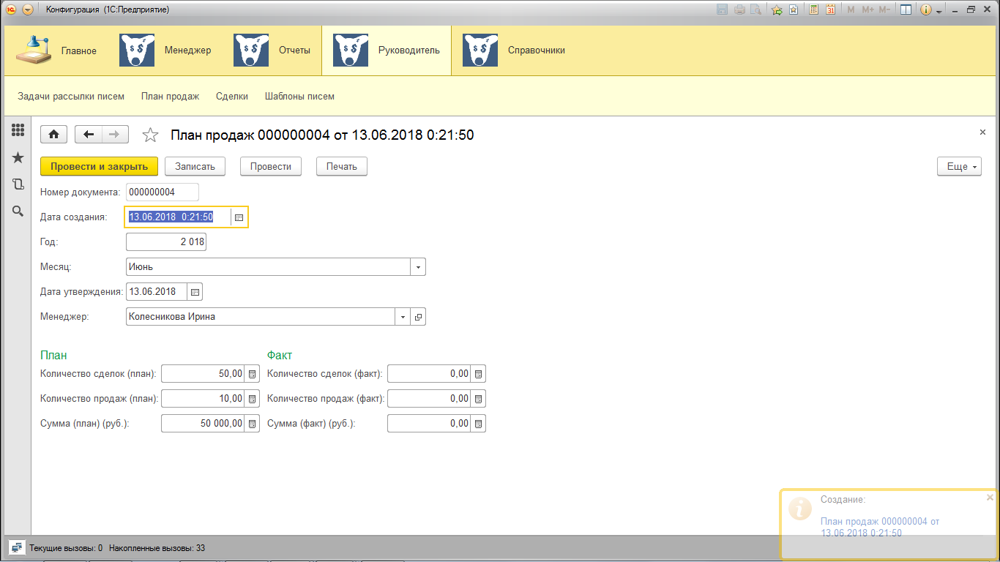 Конфигурация (1С:Предприятие)
M M+ M-
Главное Менеджер Отчеты Руководитель Справочники
Задачи рассылки писем План продаж Сделки Шаблоны писем
План продаж 000000004 от 13.06.2018 0:21:50
Провести и закрыть Записать Провести Печать Еще
Номер документа: 000000004
Дата создания: 13.06.2018 0:21:50
Год: 2 018
Месяц: Июнь
Дата утверждения: 13.06.2018
Менеджер: Колесникова Ирина
План Факт
Количество сделок (план): 50,00 Количество сделок (факт): 0,00
Количество продаж (план): 10,00 Количество продаж (факт): 0,00
Сумма (план) (руб.): 50 000,00 Сумма (факт) (руб.): 0,00
Создание:
План продаж 000000004 от
13.06.2018 0:21:50
Текущие вызовы: 0 Накопленные вызовы: 33